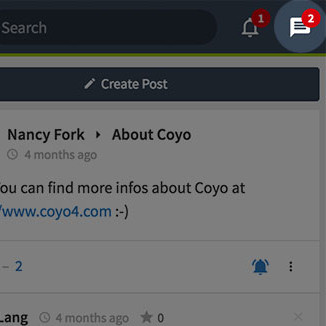 Search 1 2
Create Post
Nancy Fork About Coyo
4 months ago
You can find more infos about Coyo at
/www.coyo4.com :-)
– 2
Lang 4 months ago 0